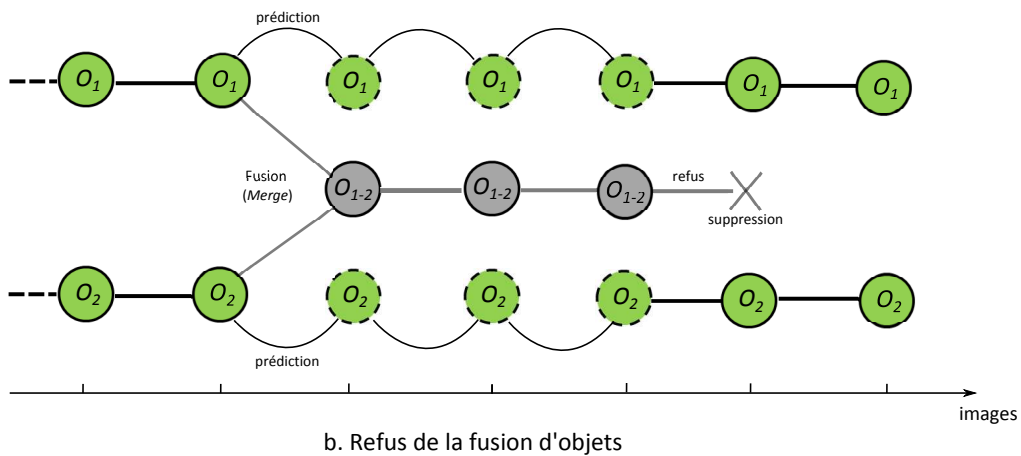 prédiction
O1 O1 O1 O1 O1 O1 O1
Fusion
(Merge)
O1-2 O1-2 O1-2
refus
suppression
O2 O2 O2 O2 O2 O2 O2
prédiction
images
b. Refus de la fusion d'objets